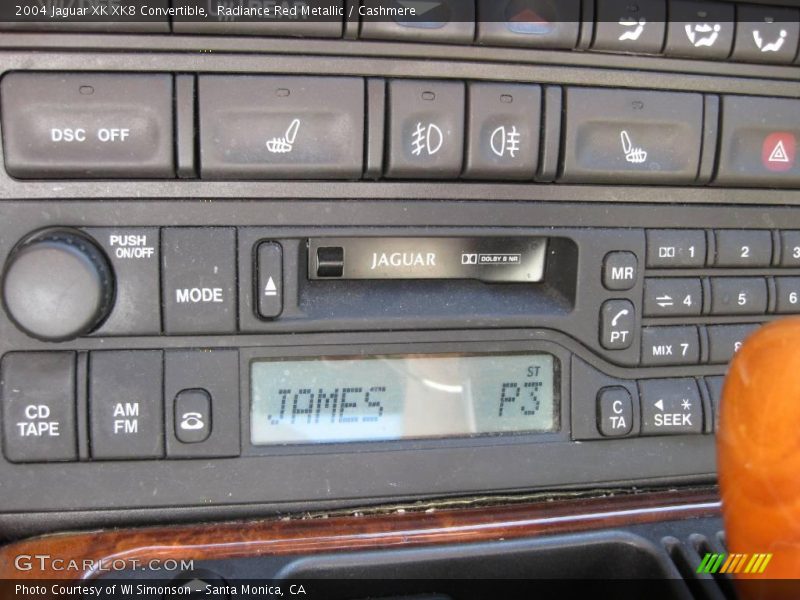 2004 Jaguar XK XK8 Convertible, Radiance Red Metallic / Cashmere
DSC OFF
PUSH ON/OFF
MODE
JAGUAR
DOLBY B NR
MR
1
2
3
4
5
6
PT
MIX 7
CD TAPE
AM FM
JAMES
ST
P3
C TA
SEEK
GTCARLOT.COM
Photo Courtesy of WI Simonson - Santa Monica, CA